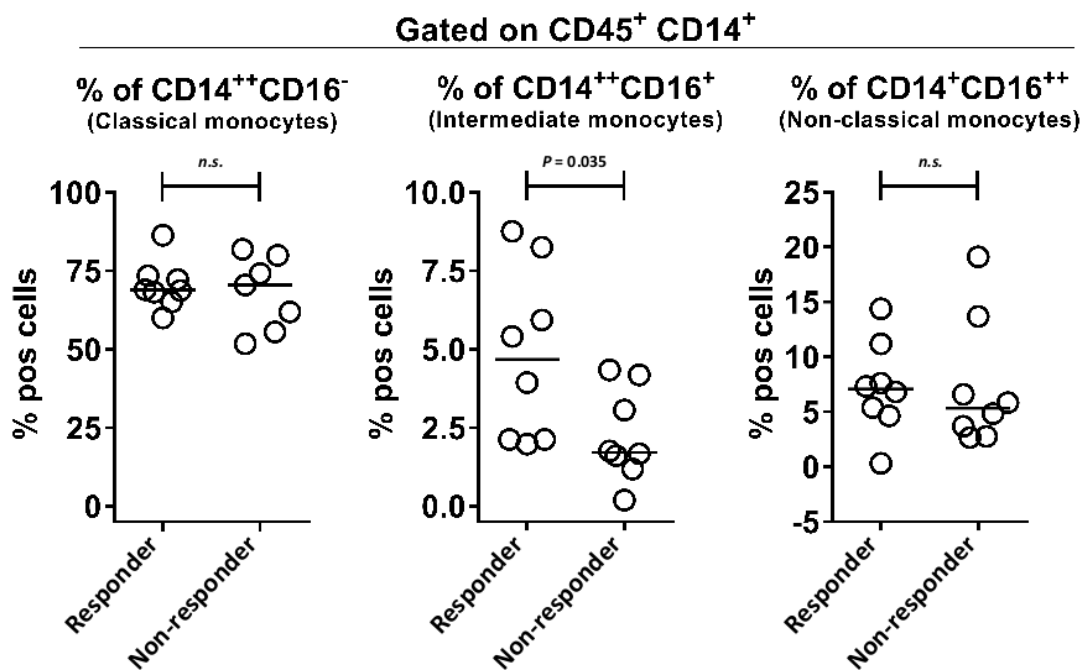 Gated on CD45⁺ CD14⁺
% of CD14⁺⁺CD16⁻
(Classical monocytes)
n.s.
100
75
50
25
0
% pos cells
Responder
Non-responder
% of CD14⁺⁺CD16⁺
(Intermediate monocytes)
P = 0.035
10.0
7.5
5.0
2.5
0.0
% pos cells
Responder
Non-responder
% of CD14⁺CD16⁺⁺
(Non-classical monocytes)
n.s.
25
20
15
10
5
0
-5
% pos cells
Responder
Non-responder